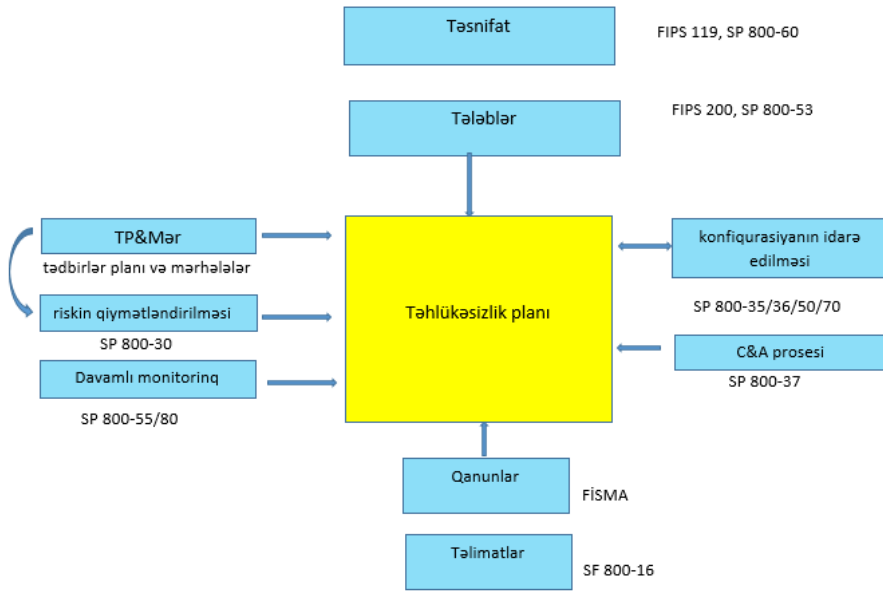 Təsnifat
FIPS 119, SP 800-60
Tələblər
FIPS 200, SP 800-53
TP&Mər
tədbirlər planı və mərhələlər
riskin qiymətləndirilməsi
SP 800-30
Davamlı monitorinq
SP 800-55/80
Təhlükəsizlik planı
konfiqurasiyanın idarə
edilməsi
SP 800-35/36/50/70
C&A prosesi
SP 800-37
Qanunlar
FİSMA
Təlimatlar
SF 800-16